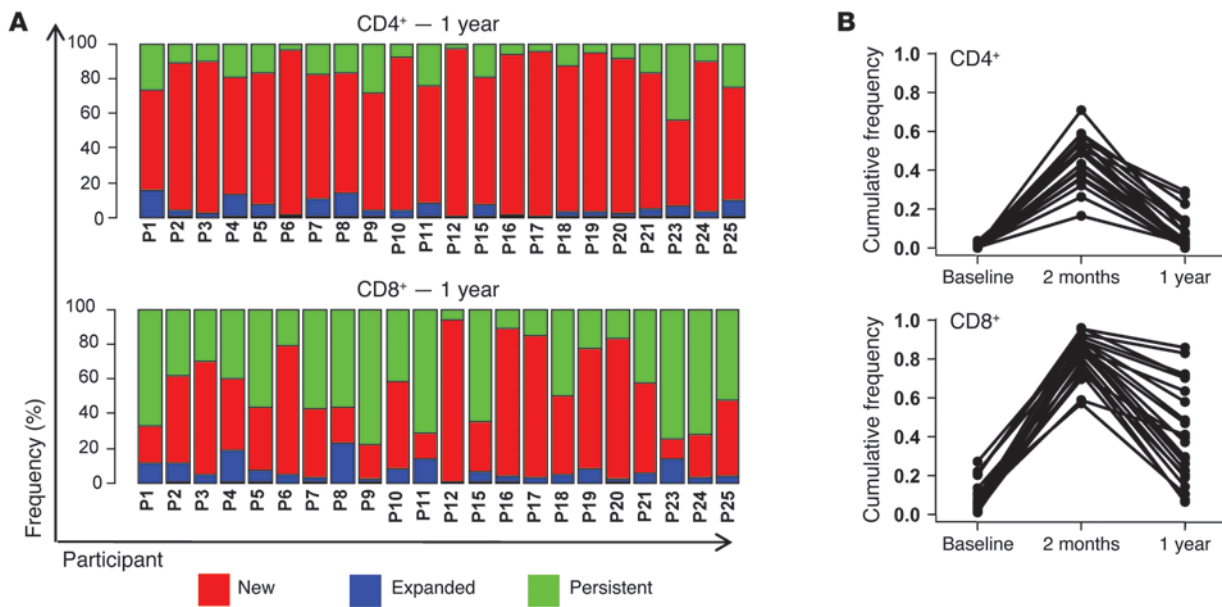 A
CD4⁺ — 1 year
100
80
60
40
20
0
P1 P2 P3 P4 P5 P6 P7 P8 P9 P10 P11 P12 P15 P16 P17 P18 P19 P20 P21 P23 P24 P25
CD8⁺ — 1 year
100
80
60
40
20
0
P1 P2 P3 P4 P5 P6 P7 P8 P9 P10 P11 P12 P15 P16 P17 P18 P19 P20 P21 P23 P24 P25
Frequency (%)
Participant
New Expanded Persistent
B
CD4⁺
Cumulative frequency
1.0
0.8
0.6
0.4
0.2
0.0
Baseline 2 months 1 year
CD8⁺
Cumulative frequency
1.0
0.8
0.6
0.4
0.2
0.0
Baseline 2 months 1 year